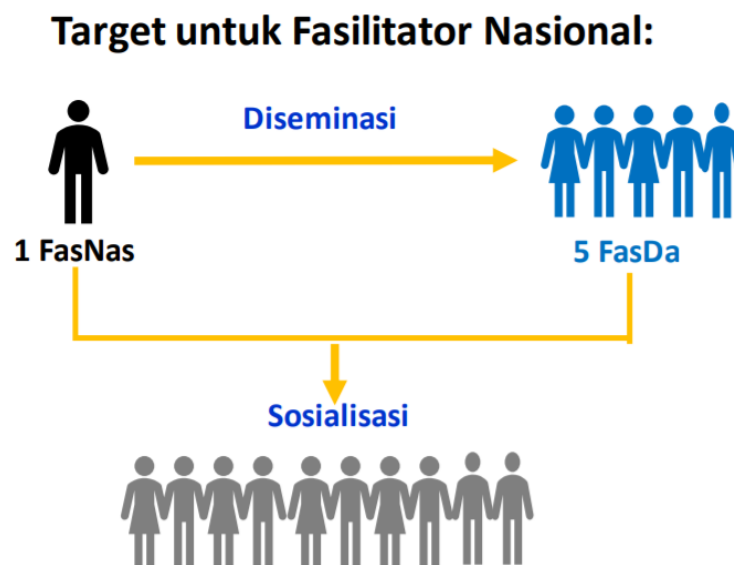 Target untuk Fasilitator Nasional:
Diseminasi
1 FasNas
5 FasDa
Sosialisasi